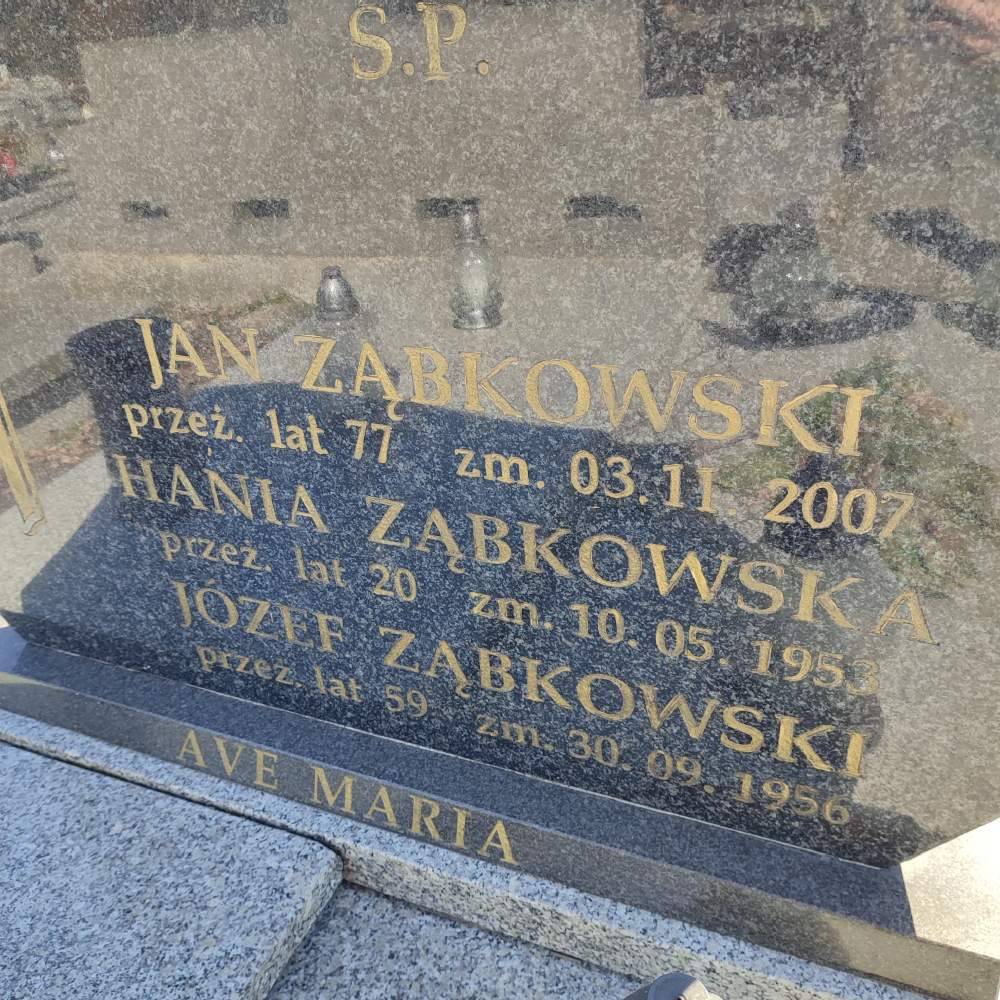 Ś.P.
JAN ZĄBKOWSKI
przeż. lat 77 zm. 03.11.2007
HANIA ZĄBKOWSKA
przeż. lat 20 zm. 10.05.1953
JÓZEF ZĄBKOWSKI
przeż. lat 59 zm. 30.09.1956
AVE MARIA